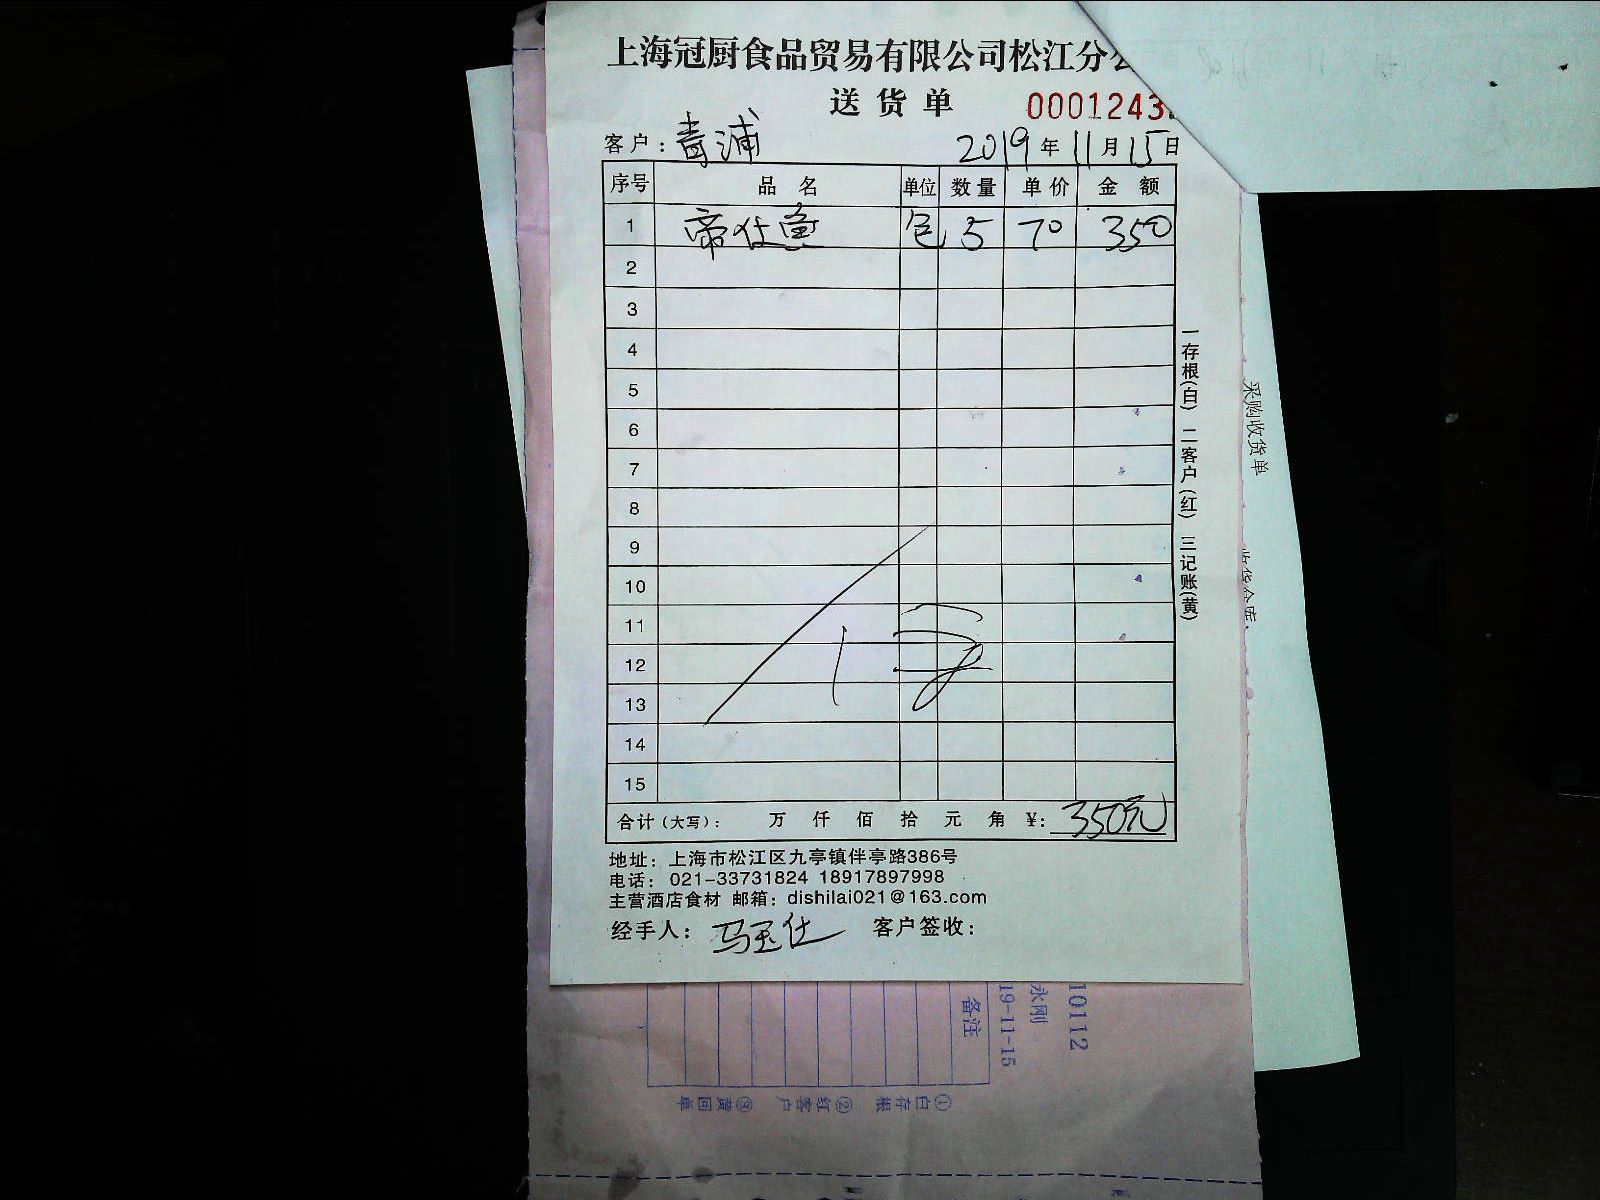 上海冠厨食品贸易有限公司松江分公
送货单 0001243
客户：青浦 2019年11月15日
序号 品名 单位 数量 单价 金额
1 帝仕鱼 包 5 70 350
2
3
4
5
6
7
8
9
10
11
12
13
14
15
合计（大写）： 万 仟 佰 拾 元 角 ¥：350元
地址：上海市松江区九亭镇伴亭路386号
电话：021-33731824 18917897998
主营酒店食材 邮箱：dishilai021@163.com
经手人：马玉仕 客户签收：
一存根(白) 二客户(红) 三记账(黄)
采购收货单
10112
永刚
19-11-15
备注
①白存根 ②红客户 ③黄回单